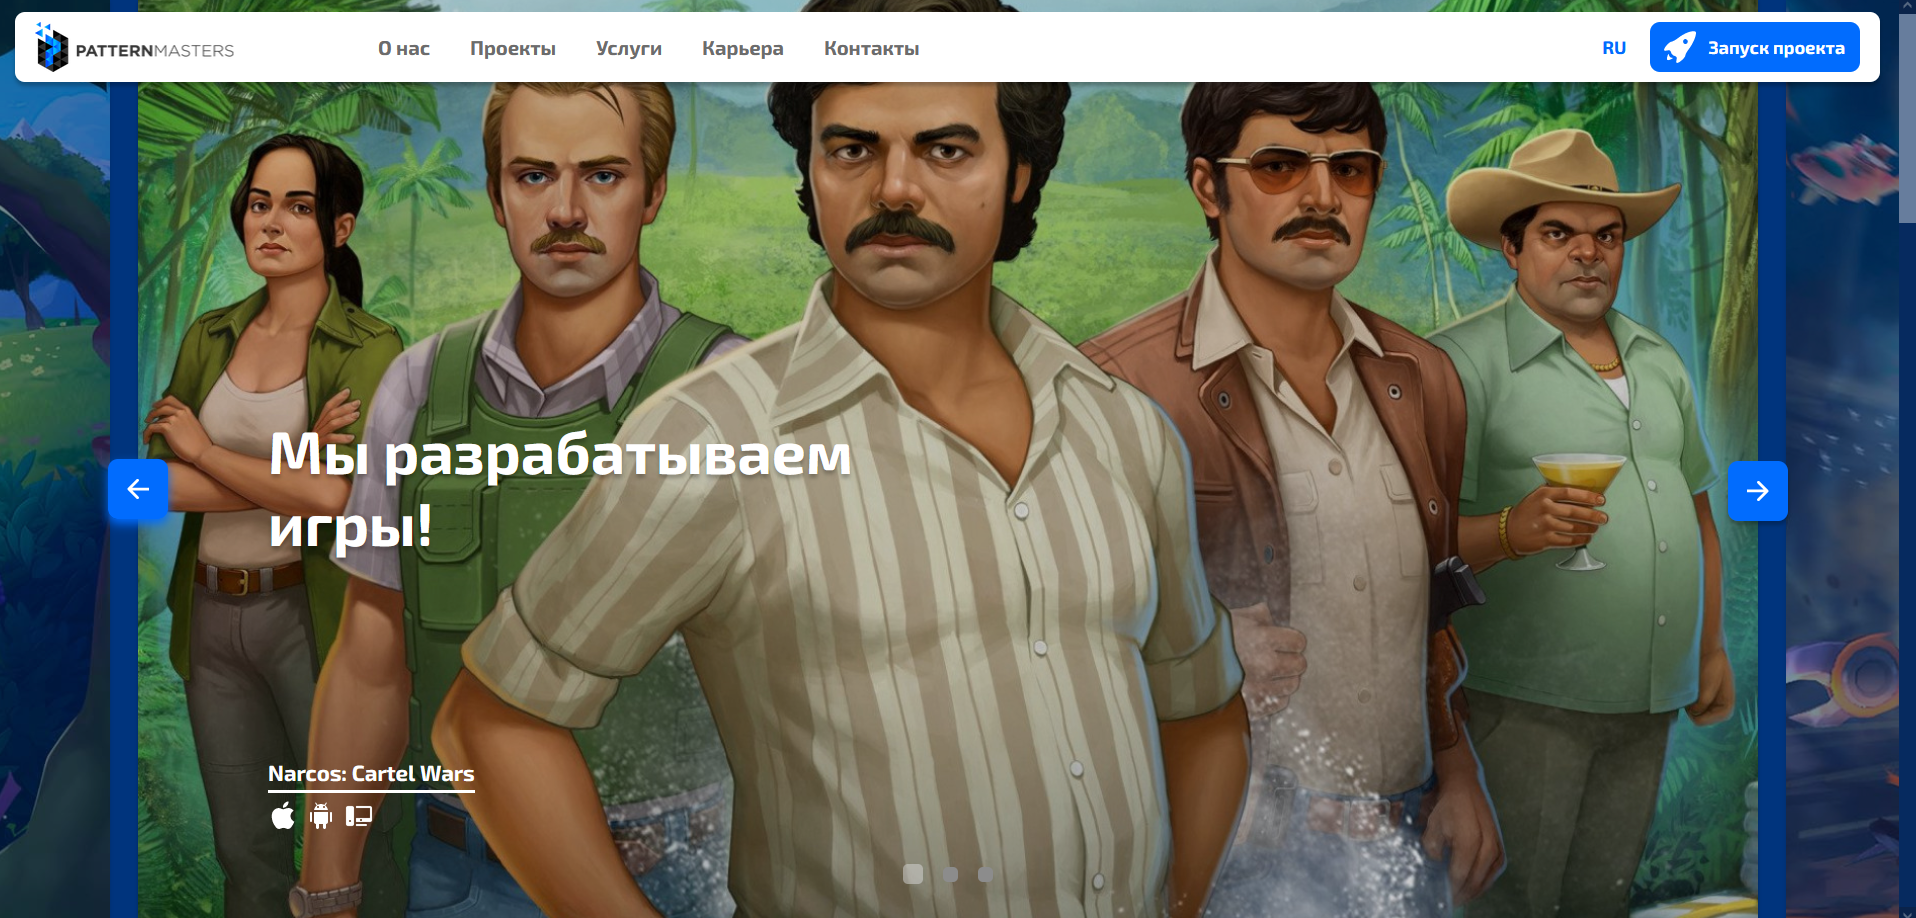 PATTERNMASTERS
О нас
Проекты
Услуги
Карьера
Контакты
RU
Запуск проекта
Мы разрабатываем
игры!
Narcos: Cartel Wars